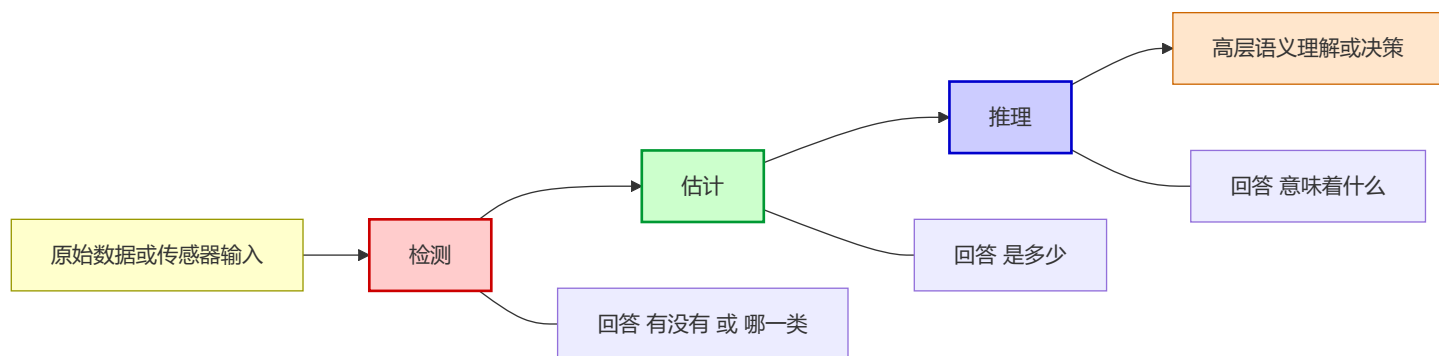 高层语义理解或决策
推理
估计
回答 意味着什么
原始数据或传感器输入
检测
回答 是多少
回答 有没有 或 哪一类